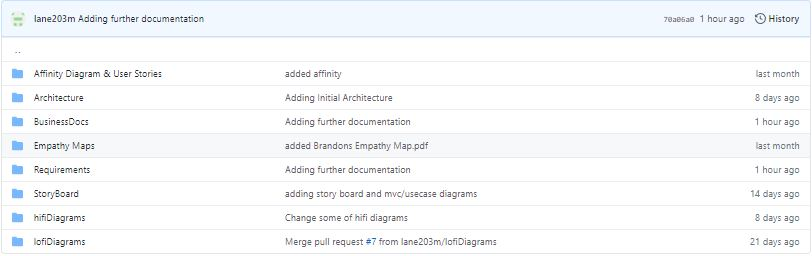 lane203m Adding further documentation 70a06a0 1 hour ago History
..
Affinity Diagram & User Stories added affinity last month
Architecture Adding Initial Architecture 8 days ago
BusinessDocs Adding further documentation 1 hour ago
Empathy Maps added Brandons Empathy Map.pdf last month
Requirements Adding further documentation 1 hour ago
StoryBoard adding story board and mvc/usecase diagrams 14 days ago
hifiDiagrams Change some of hifi diagrams 8 days ago
lofiDiagrams Merge pull request #7 from lane203m/lofiDiagrams 21 days ago